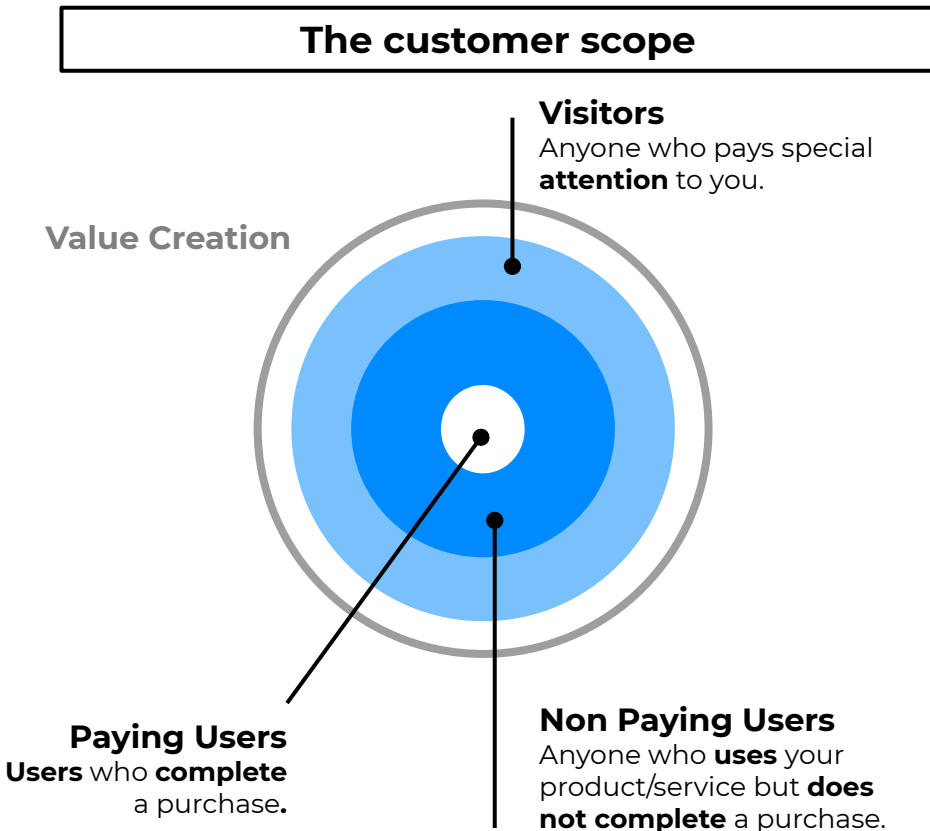 The customer scope
Visitors
Anyone who pays special
attention to you.
Value Creation
Paying Users
Users who complete
a purchase.
Non Paying Users
Anyone who uses your
product/service but does
not complete a purchase.